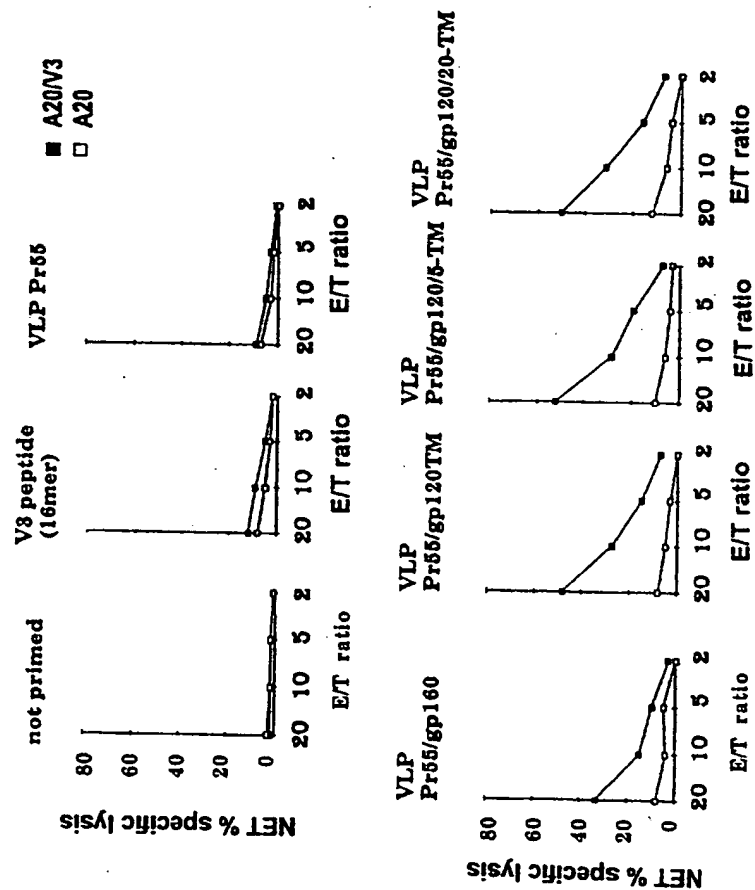 ■ A20/V3
□ A20
not primed
V3 peptide
(16mer)
VLP Pr55
NET % specific lysis
80
60
40
20
0
20 10 5 2
E/T ratio
20 10 5 2
E/T ratio
20 10 5 2
E/T ratio
VLP
Pr55/gp160
VLP
Pr55/gp120TM
VLP
Pr55/gp120/5-TM
VLP
Pr55/gp120/20-TM
NET % specific lysis
80
60
40
20
0
20 10 5 2
E/T ratio
20 10 5 2
E/T ratio
20 10 5 2
E/T ratio
20 10 5 2
E/T ratio